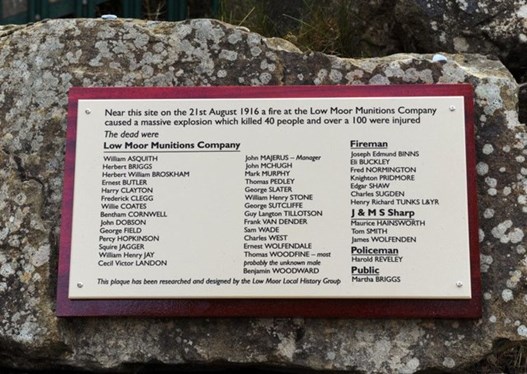 Near this site on the 21st August 1916 a fire at the Low Moor Munitions Company
caused a massive explosion which killed 40 people and over a 100 were injured
The dead were
Low Moor Munitions Company
William ASQUITH
Herbert BRIGGS
Herbert William BROSKHAM
Ernest BUTLER
Harry CLAYTON
Frederick CLEGG
Willie COATES
Bentham CORNWELL
John DOBSON
George FIELD
Percy HOPKINSON
Squire JAGGER
William Henry JAY
Cecil Victor LANDON
John MAJERUS – Manager
John MCHUGH
Mark MURPHY
Thomas PEDLEY
George SLATER
William Henry STONE
George SUTCLIFFE
Guy Langton TILLOTSON
Frank VAN DENDER
Sam WADE
Charles WEST
Ernest WOLFENDALE
Thomas WOODFINE – most
probably the unknown male
Benjamin WOODWARD
Fireman
Joseph Edmund BINNS
Eli BUCKLEY
Fred NORMINGTON
Knighton PRIDMORE
Edgar SHAW
Charles SUGDEN
Henry Richard TUNKS L&YR
J & M S Sharp
Maurice HAINSWORTH
Tom SMITH
James WOLFENDEN
Policeman
Harold REVELEY
Public
Martha BRIGGS
This plaque has been researched and designed by the Low Moor Local History Group